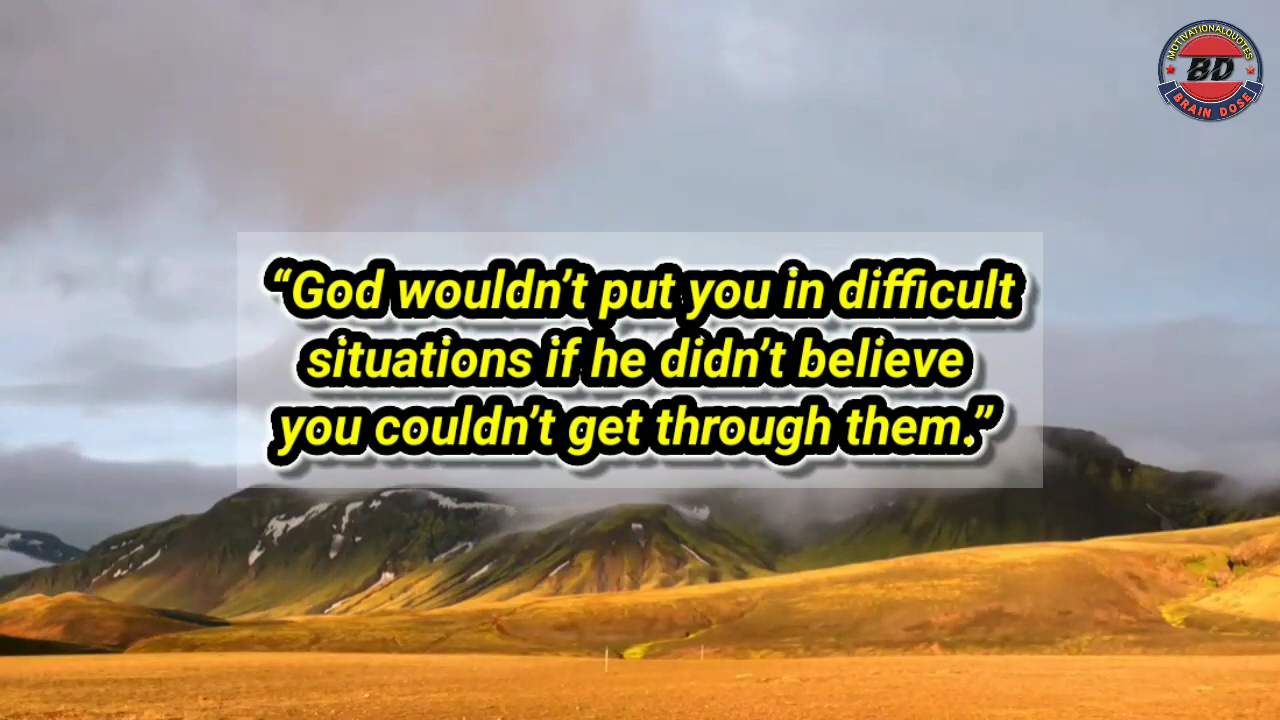 MOTIVATIONALQUOTES
BD
BRAIN DOSE
“God wouldn’t put you in difficult
situations if he didn’t believe
you couldn’t get through them.”